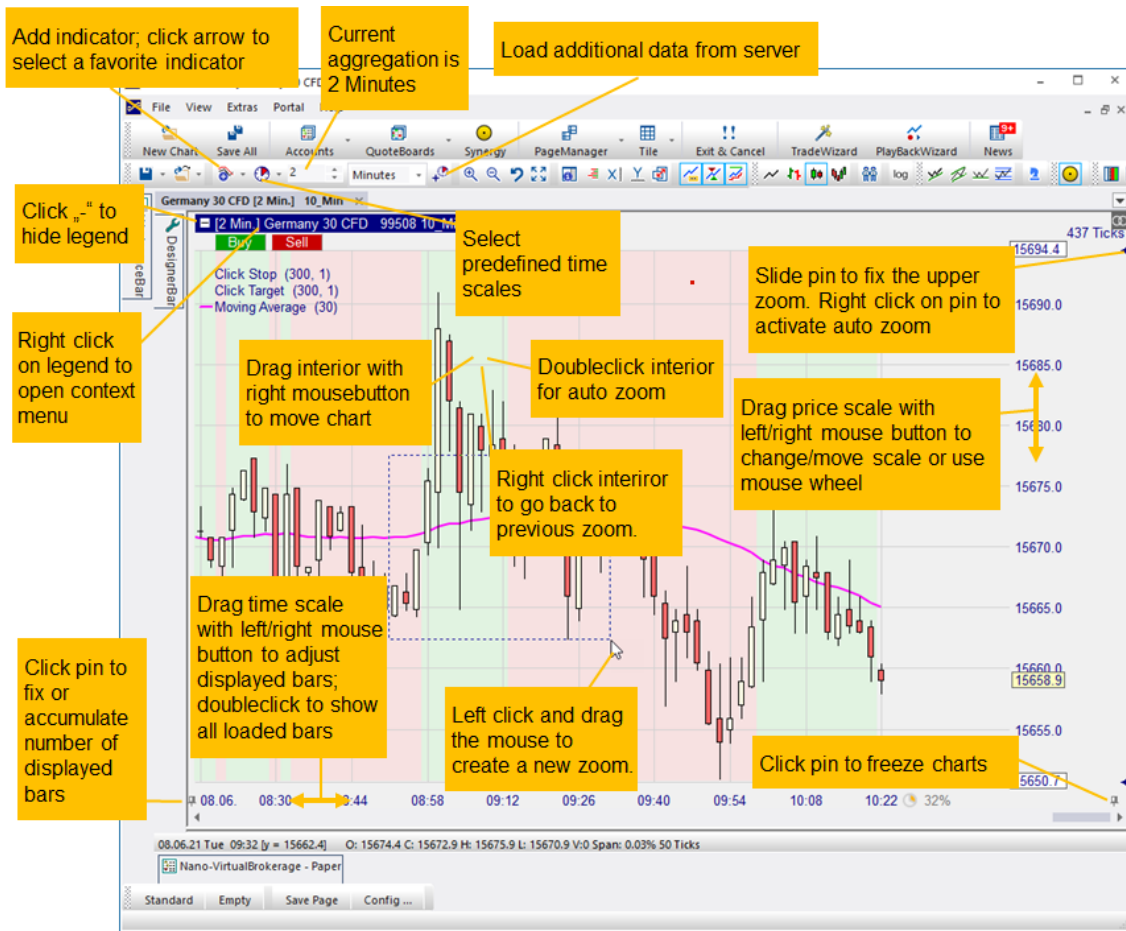 Add indicator; click arrow to
select a favorite indicator
Current
aggregation is
2 Minutes
Load additional data from server
File View Extras Portal
New Chart Save All Accounts QuoteBoards Synergy PageManager Tile Exit & Cancel TradeWizard PlayBackWizard News
9+
2 Minutes log
Germany 30 CFD [2 Min.] 10_Min
Click „-“ to
hide legend
[2 Min.] Germany 30 CFD 99508 10_M
Buy Sell
437 Ticks
DesignerBar
ceBar
Click Stop (300, 1)
Click Target (300, 1)
Moving Average (30)
Select
predefined time
scales
Slide pin to fix the upper
zoom. Right click on pin to
activate auto zoom
Right click
on legend to
open context
menu
Drag interior with
right mousebutton
to move chart
Doubleclick interior
for auto zoom
Drag price scale with
left/right mouse button to
change/move scale or use
mouse wheel
Right click interiror
to go back to
previous zoom.
15694.4
15690.0
15685.0
15680.0
15675.0
15670.0
15665.0
15660.0
15658.9
15655.0
15650.7
Drag time scale
with left/right mouse
button to adjust
displayed bars;
doubleclick to show
all loaded bars
Click pin to
fix or
accumulate
number of
displayed
bars
Left click and drag
the mouse to
create a new zoom.
Click pin to freeze charts
08.06. 08:30 08:44 08:58 09:12 09:26 09:40 09:54 10:08 10:22 32%
08.06.21 Tue 09:32 [y = 15662.4] O: 15674.4 C: 15672.9 H: 15675.9 L: 15670.9 V:0 Span: 0.03% 50 Ticks
Nano-VirtualBrokerage - Paper
Standard Empty Save Page Config ...